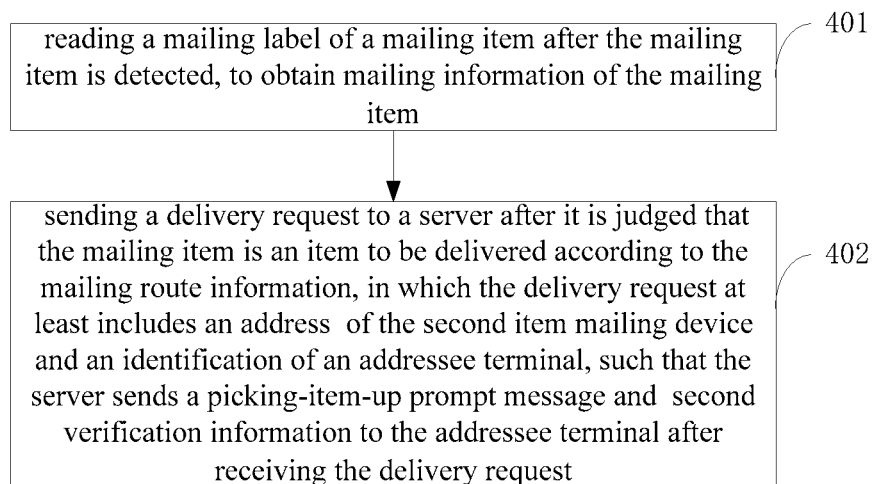 reading a mailing label of a mailing item after the mailing
item is detected, to obtain mailing information of the mailing
item
401
sending a delivery request to a server after it is judged that
the mailing item is an item to be delivered according to the
mailing route information, in which the delivery request at
least includes an address of the second item mailing device
and an identification of an addressee terminal, such that the
server sends a picking-item-up prompt message and second
verification information to the addressee terminal after
receiving the delivery request
402